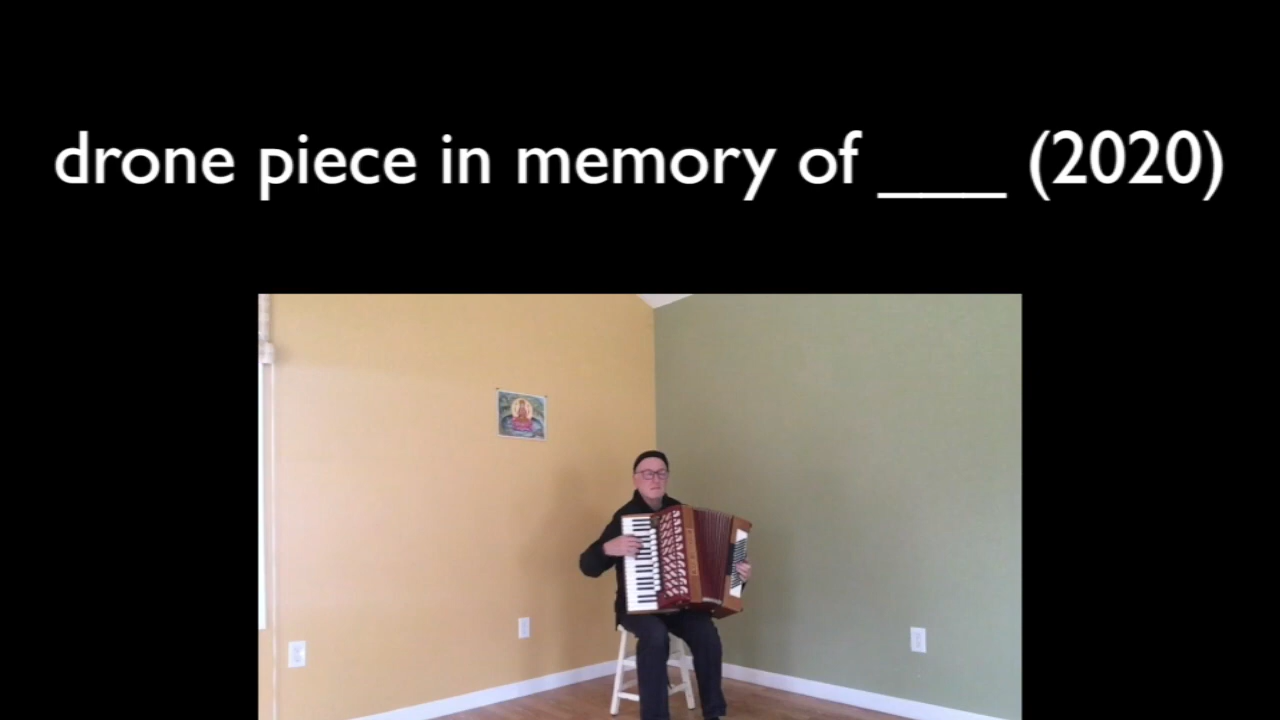 drone piece in memory of ___ (2020)